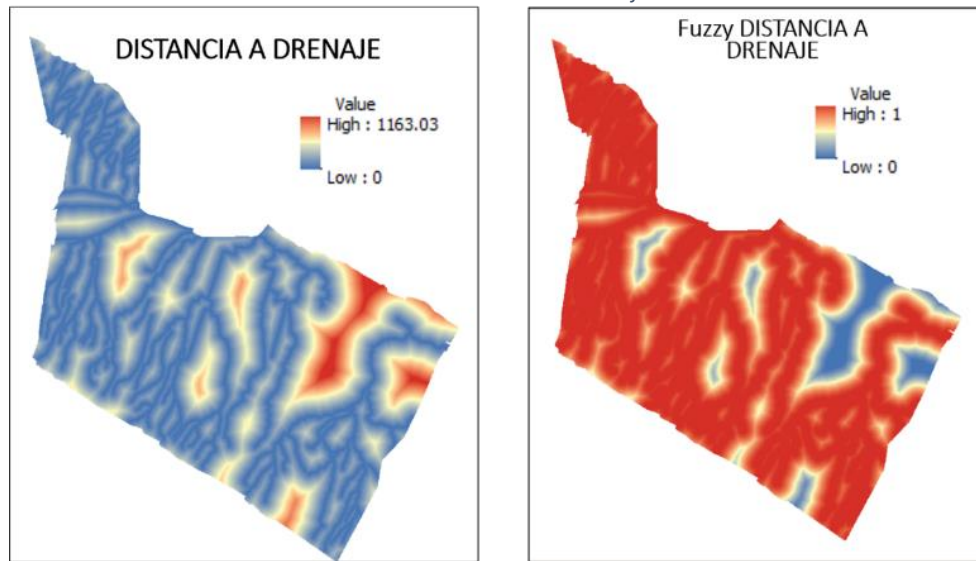 DISTANCIA A DRENAJE
Value
High : 1163.03
Low : 0
Fuzzy DISTANCIA A
DRENAJE
Value
High : 1
Low : 0